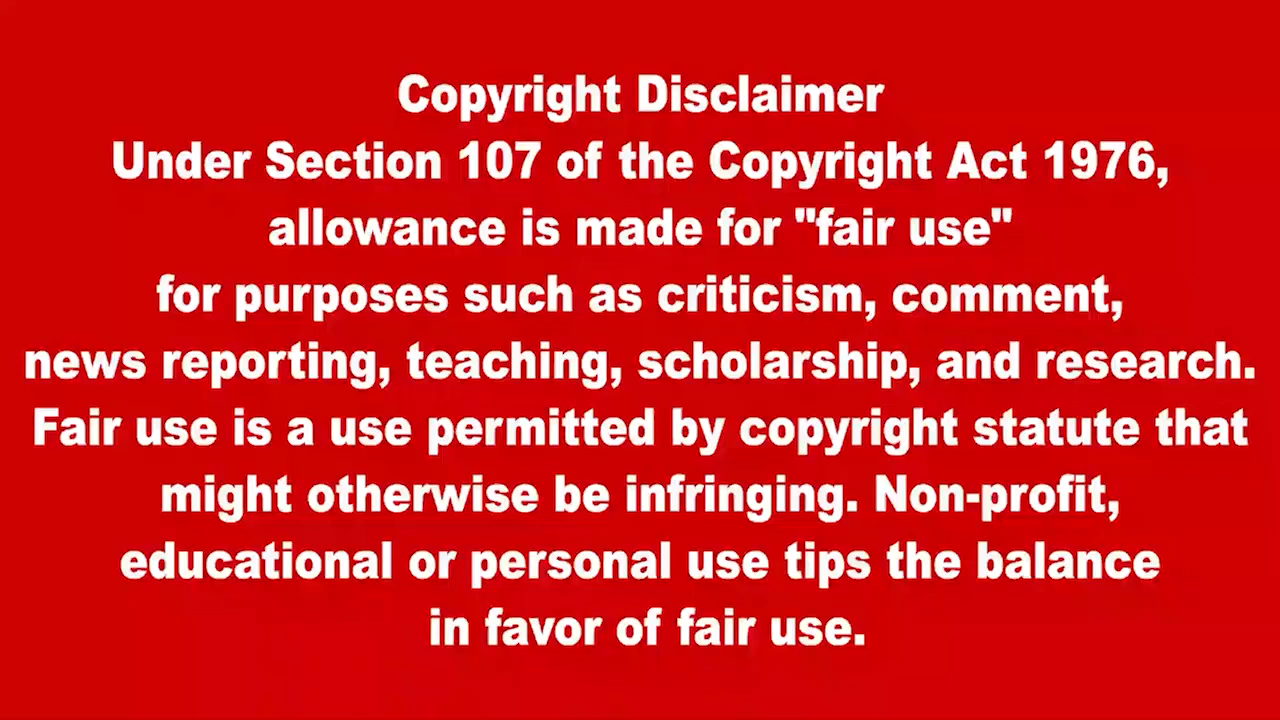 Copyright Disclaimer
Under Section 107 of the Copyright Act 1976,
allowance is made for "fair use"
for purposes such as criticism, comment,
news reporting, teaching, scholarship, and research.
Fair use is a use permitted by copyright statute that
might otherwise be infringing. Non-profit,
educational or personal use tips the balance
in favor of fair use.